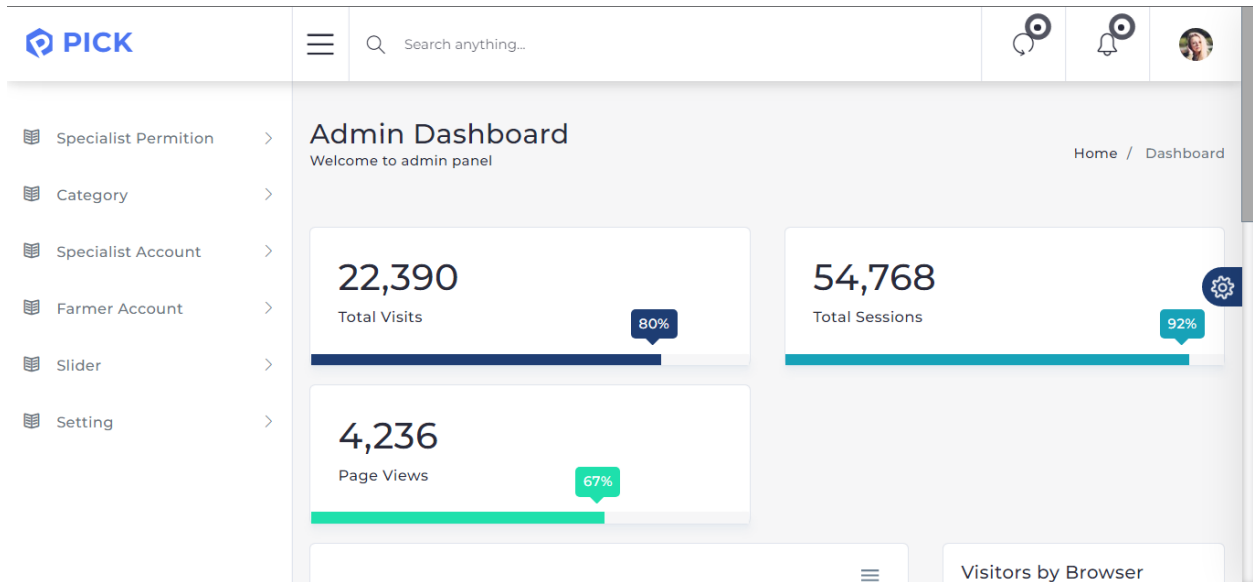 PICK
Search anything...
Specialist Permition
Category
Specialist Account
Farmer Account
Slider
Setting
Admin Dashboard
Welcome to admin panel
Home / Dashboard
22,390
Total Visits
80%
54,768
Total Sessions
92%
4,236
Page Views
67%
Visitors by Browser